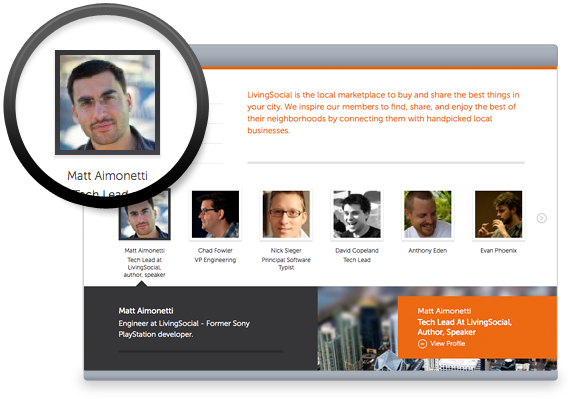 LivingSocial is the local marketplace to buy and share the best things in
your city. We inspire our members to find, share, and enjoy the best of
their neighborhoods by connecting them with handpicked local
businesses.
Matt Aimonetti
Tech Lead
Matt Aimonetti
Tech Lead at
LivingSocial,
author, speaker
Chad Fowler
VP Engineering
Nick Sieger
Principal Software
Typist
David Copeland
Tech Lead
Anthony Eden
Evan Phoenix
Matt Aimonetti
Engineer at LivingSocial - Former Sony
PlayStation developer.
Matt Aimonetti
Tech Lead At LivingSocial,
Author, Speaker
View Profile